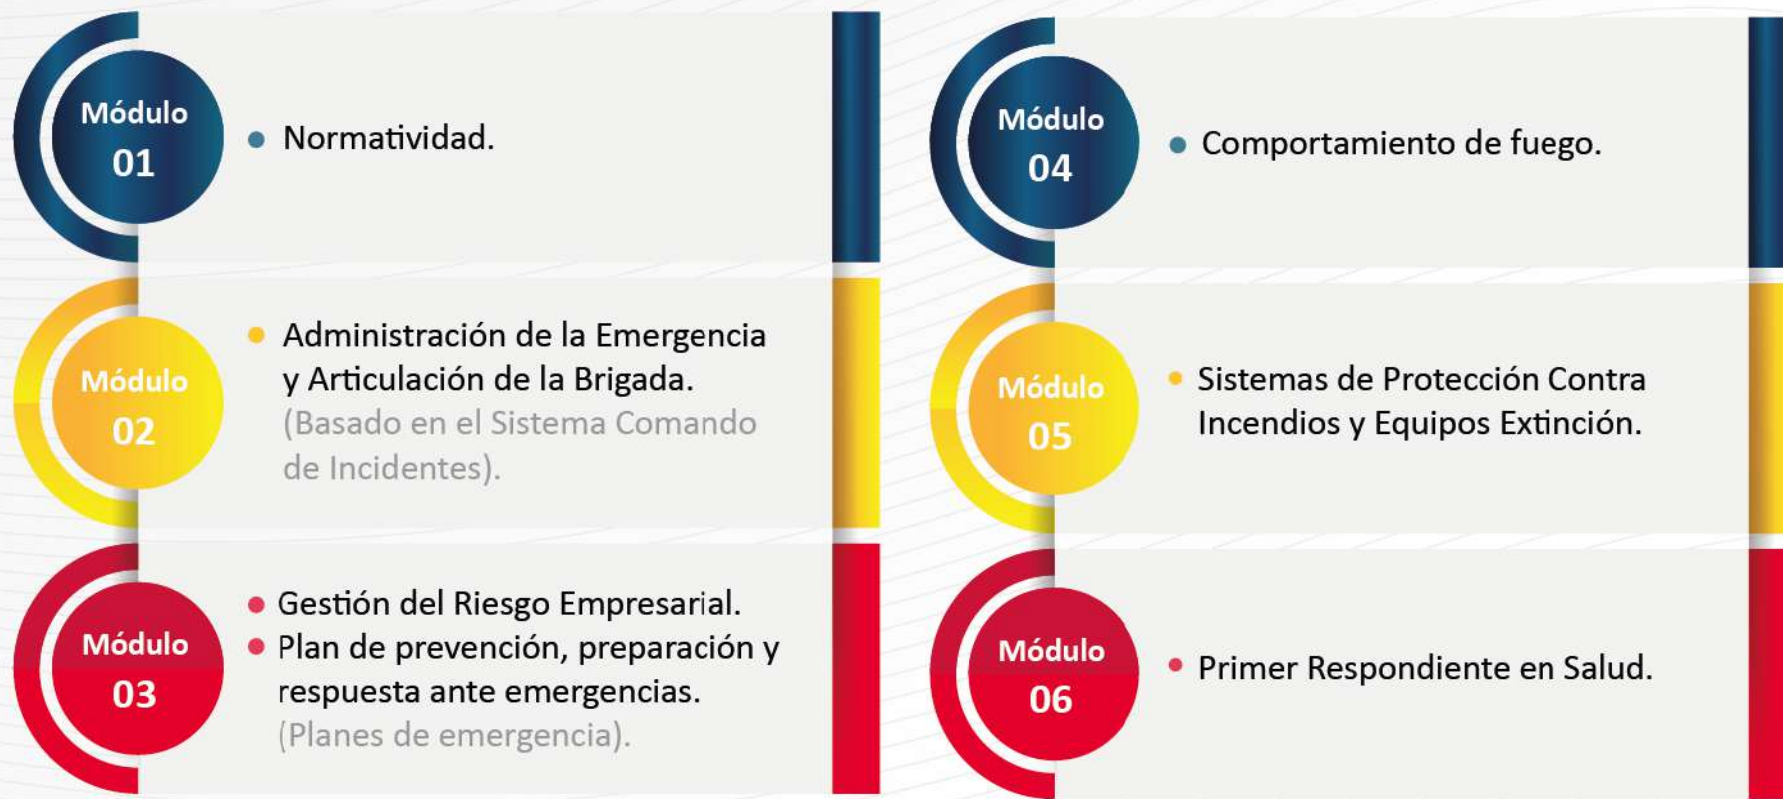 Módulo
01
Normatividad.
Módulo
02
Administración de la Emergencia
y Articulación de la Brigada.
(Basado en el Sistema Comando
de Incidentes).
Módulo
03
Gestión del Riesgo Empresarial.
Plan de prevención, preparación y
respuesta ante emergencias.
(Planes de emergencia).
Módulo
04
Comportamiento de fuego.
Módulo
05
Sistemas de Protección Contra
Incendios y Equipos Extinción.
Módulo
06
Primer Respondiente en Salud.